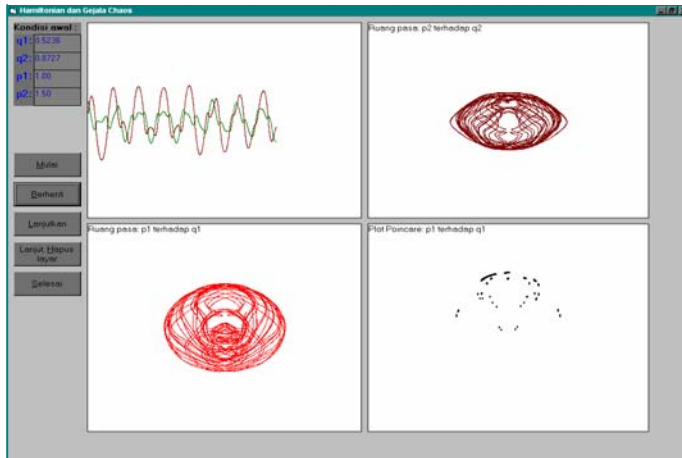 Hamiltonian dan Gejala Chaos
Kondisi awal :
q1: 0.5236
q2: 0.8727
p1: 1.00
p2: 1.50
Mulai
Berhenti
Lanjutkan
Lanjut Hapus
layar
Selesai
Ruang pasa: p2 terhadap q2
Ruang pasa: p1 terhadap q1
Plot Poincare: p1 terhadap q1